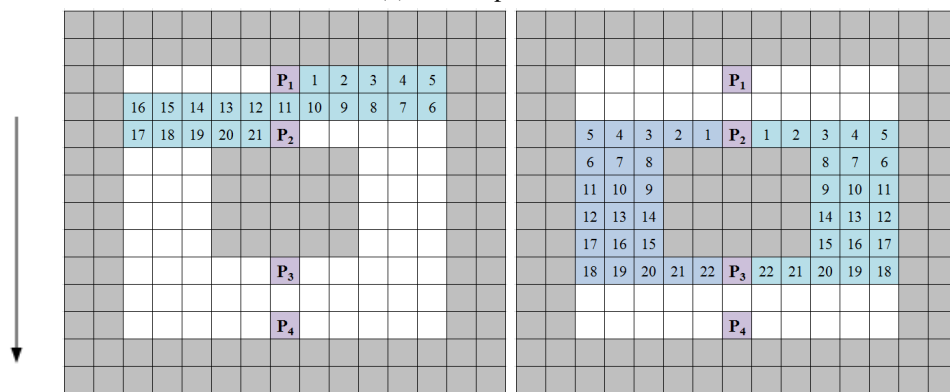 P₁ 1 2 3 4 5
16 15 14 13 12 11 10 9 8 7 6
17 18 19 20 21 P₂
P₃
P₄
P₁
5 4 3 2 1 P₂ 1 2 3 4 5
6 7 8 8 7 6
11 10 9 9 10 11
12 13 14 14 13 12
17 16 15 15 16 17
18 19 20 21 22 P₃ 22 21 20 19 18
P₄